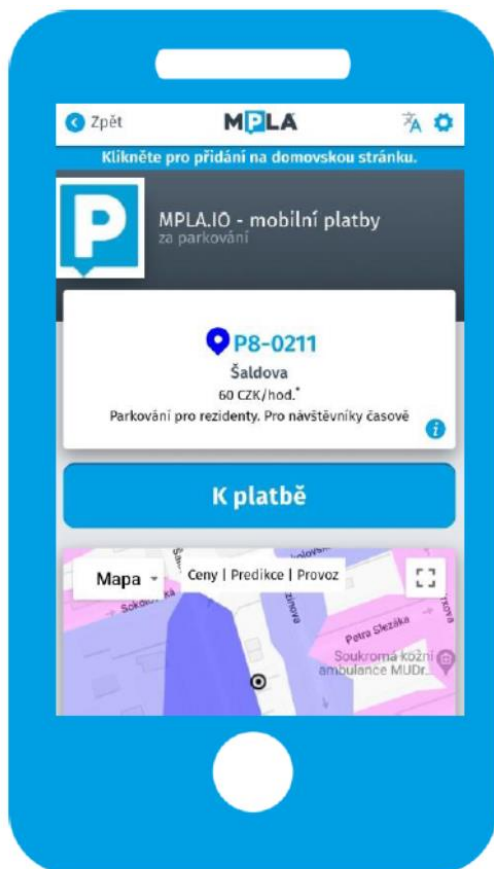 Zpět
MPLA
Klikněte pro přidání na domovskou stránku.
P
MPLA.IO - mobilní platby
za parkování
P8-0211
Šaldova
60 CZK/hod.*
Parkování pro rezidenty. Pro návštěvníky časově
i
K platbě
Mapa
Ceny | Predikce | Provoz
Petra Slezáka
Soukromá kožní
ambulance MUDr...